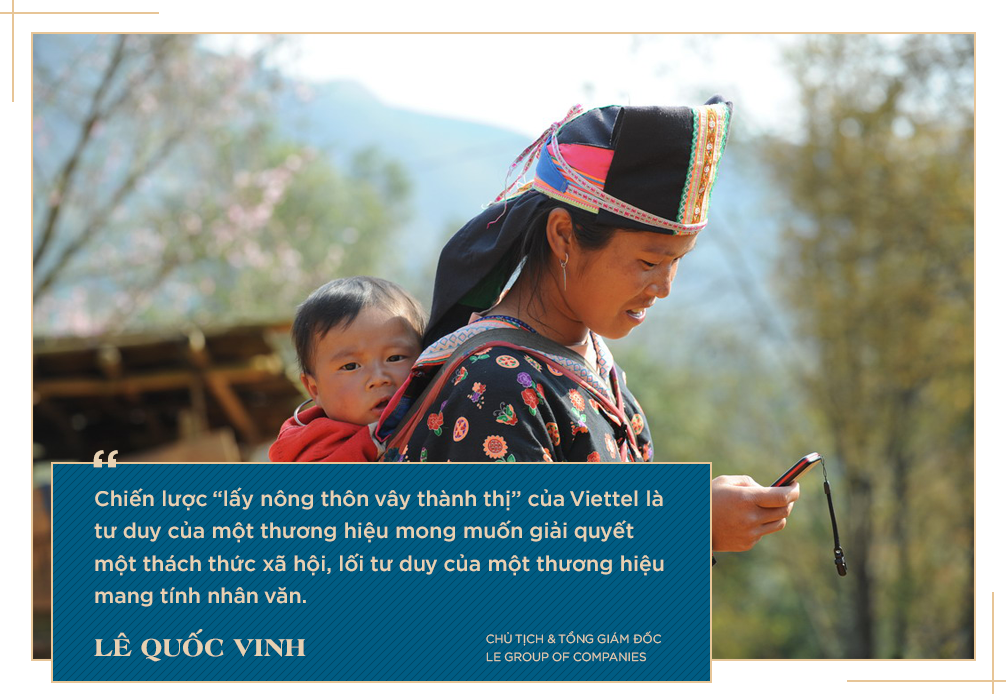 “
Chiến lược “lấy nông thôn vây thành thị” của Viettel là
tư duy của một thương hiệu mong muốn giải quyết
một thách thức xã hội, lối tư duy của một thương hiệu
mang tính nhân văn.
LÊ QUỐC VINH
CHỦ TỊCH & TỔNG GIÁM ĐỐC
LE GROUP OF COMPANIES